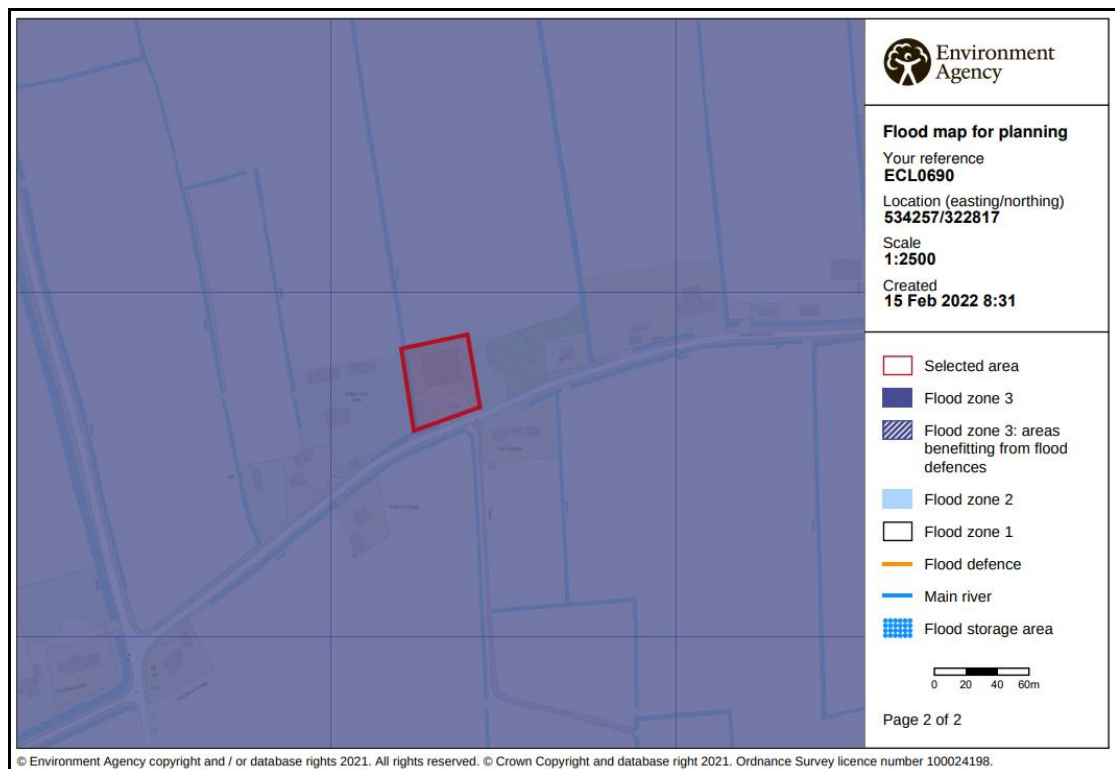 Environment
Agency
Flood map for planning
Your reference
ECL0690
Location (easting/northing)
534257/322817
Scale
1:2500
Created
15 Feb 2022 8:31
Selected area
Flood zone 3
Flood zone 3: areas
benefitting from flood
defences
Flood zone 2
Flood zone 1
Flood defence
Main river
Flood storage area
0 20 40 60m
Page 2 of 2
© Environment Agency copyright and / or database rights 2021. All rights reserved. © Crown Copyright and database right 2021. Ordnance Survey licence number 100024198.